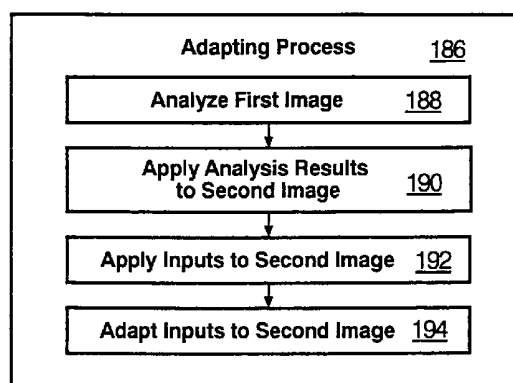 Adapting Process 186
Analyze First Image 188
Apply Analysis Results
to Second Image 190
Apply Inputs to Second Image 192
Adapt Inputs to Second Image 194